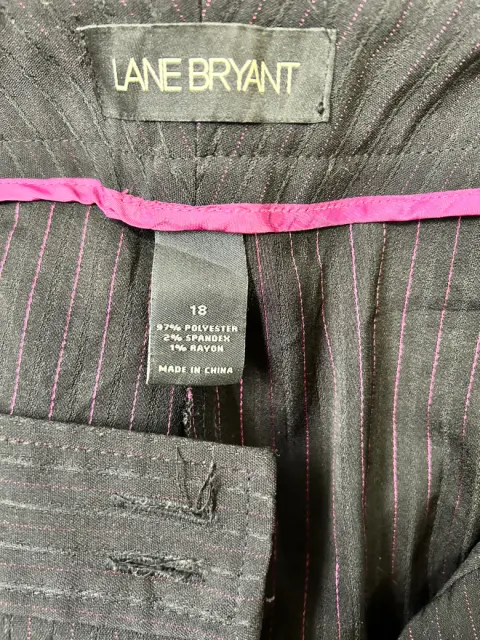 LANE BRYANT
18
97% POLYESTER
2% SPANDEX
1% RAYON
MADE IN CHINA